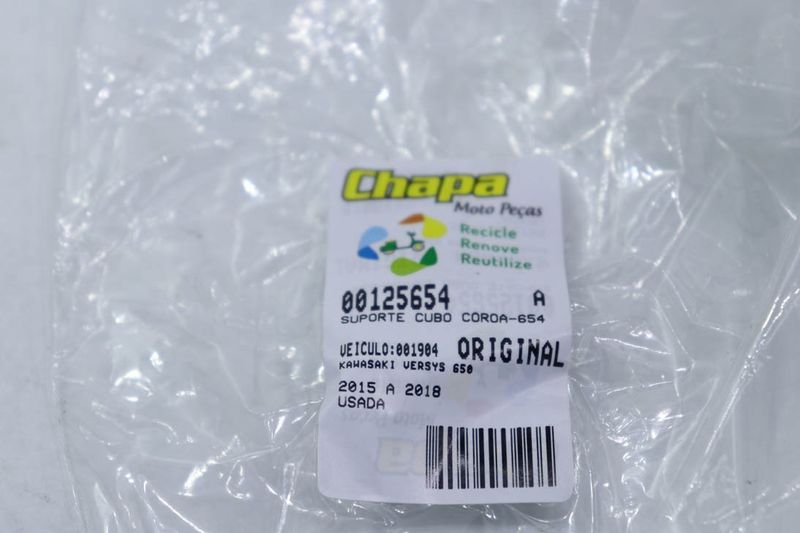 Chapa
Moto Peças
Recicle
Renove
Reutilize
00125654 A
SUPORTE CUBO COROA-654
VEICULO:001904 ORIGINAL
KAWASAKI VERSYS 650
2015 A 2018
USADA